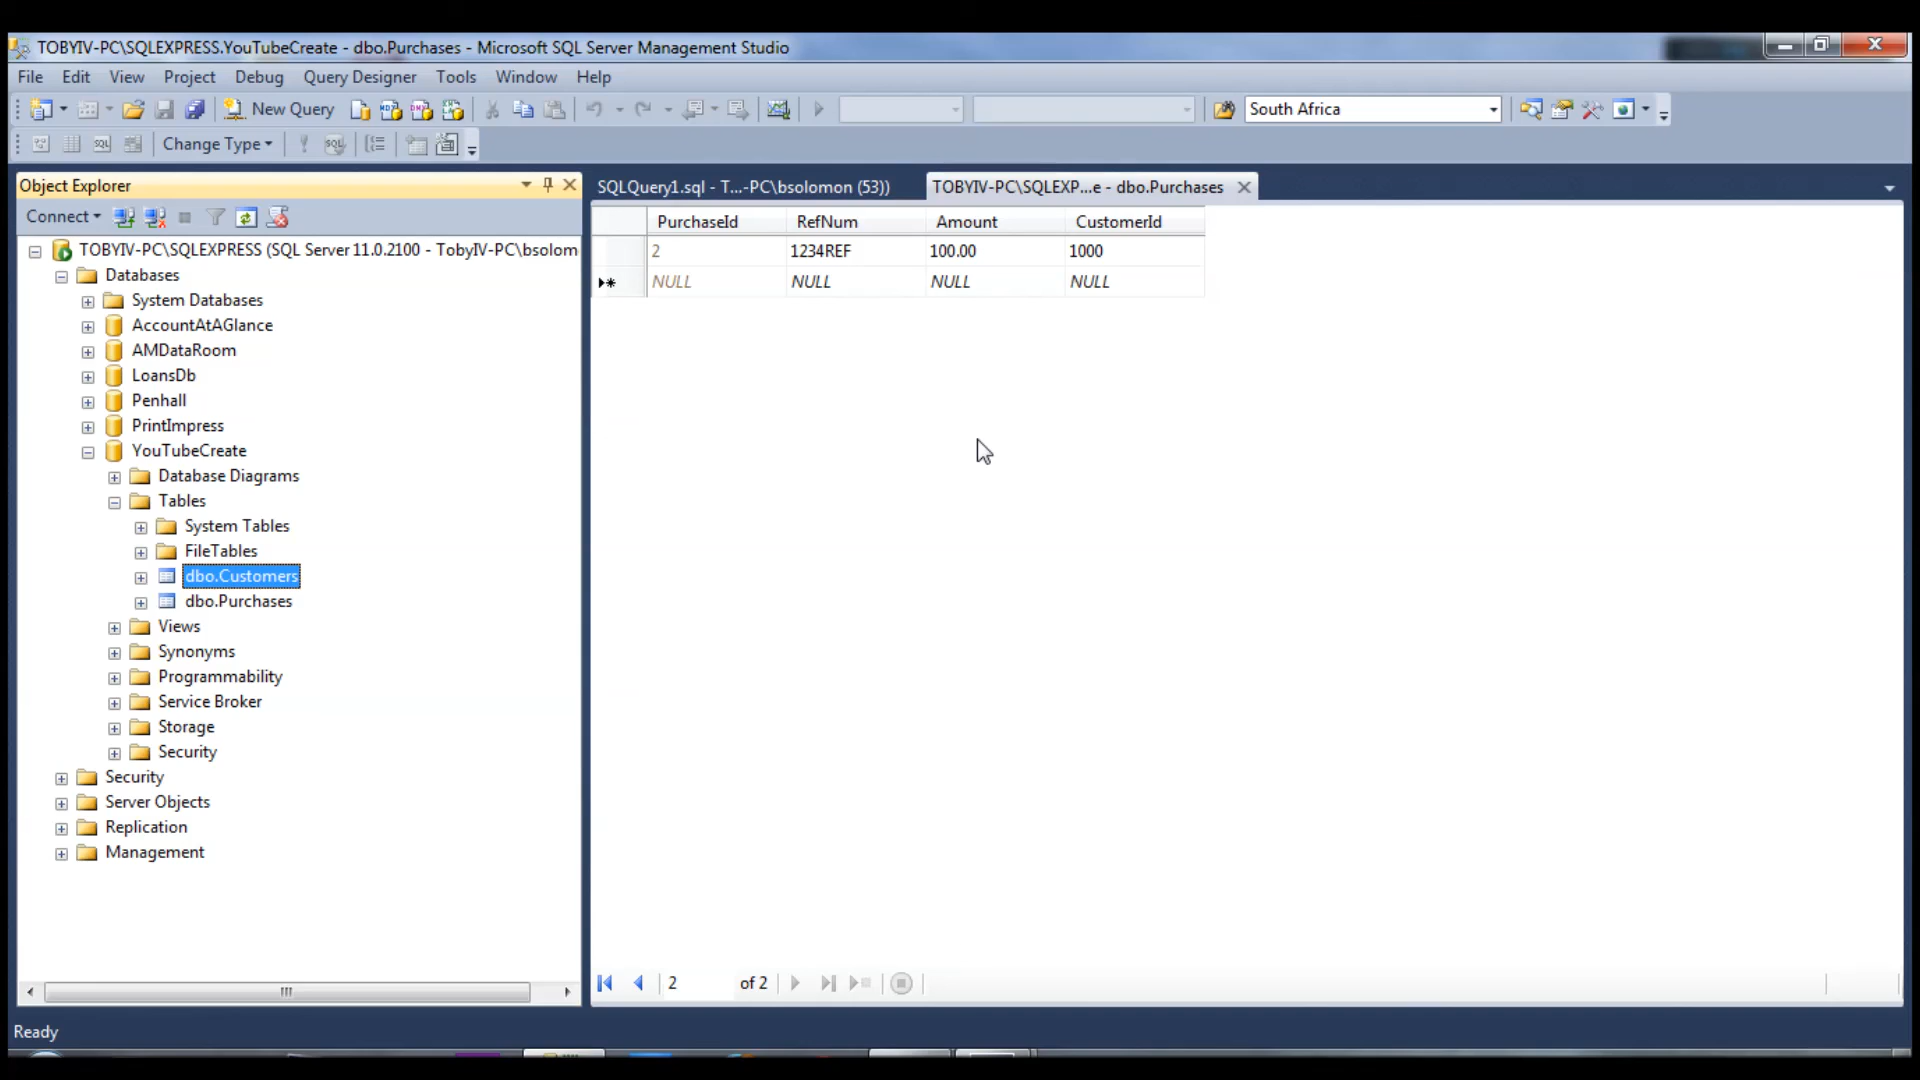 TOBYIV-PC\SQLEXPRESS.YouTubeCreate - dbo.Purchases - Microsoft SQL Server Management Studio
File Edit View Project Debug Query Designer Tools Window Help
New Query South Africa
Change Type
Object Explorer
Connect
TOBYIV-PC\SQLEXPRESS (SQL Server 11.0.2100 - TobyIV-PC\bsolom
Databases
System Databases
AccountAtAGlance
AMDataRoom
LoansDb
Penhall
PrintImpress
YouTubeCreate
Database Diagrams
Tables
System Tables
FileTables
dbo.Customers
dbo.Purchases
Views
Synonyms
Programmability
Service Broker
Storage
Security
Security
Server Objects
Replication
Management
SQLQuery1.sql - T...-PC\bsolomon (53)) TOBYIV-PC\SQLEXP...e - dbo.Purchases
PurchaseId RefNum Amount CustomerId
2 1234REF 100.00 1000
NULL NULL NULL NULL
2 of 2
Ready